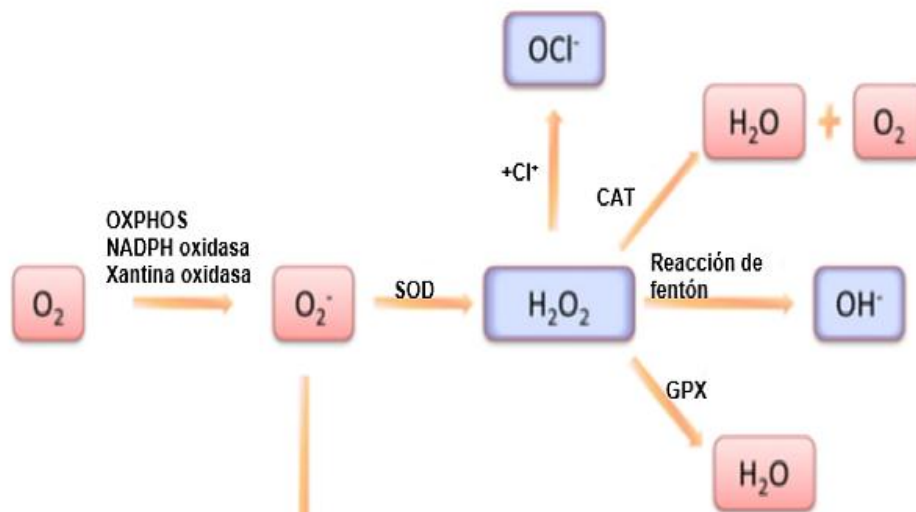 OCl⁻
H₂O + O₂
+Cl⁺
CAT
OXPHOS
NADPH oxidasa
Xantina oxidasa
Reacción de
fentón
O₂
O₂⁻
SOD
H₂O₂
OH⁻
GPX
H₂O